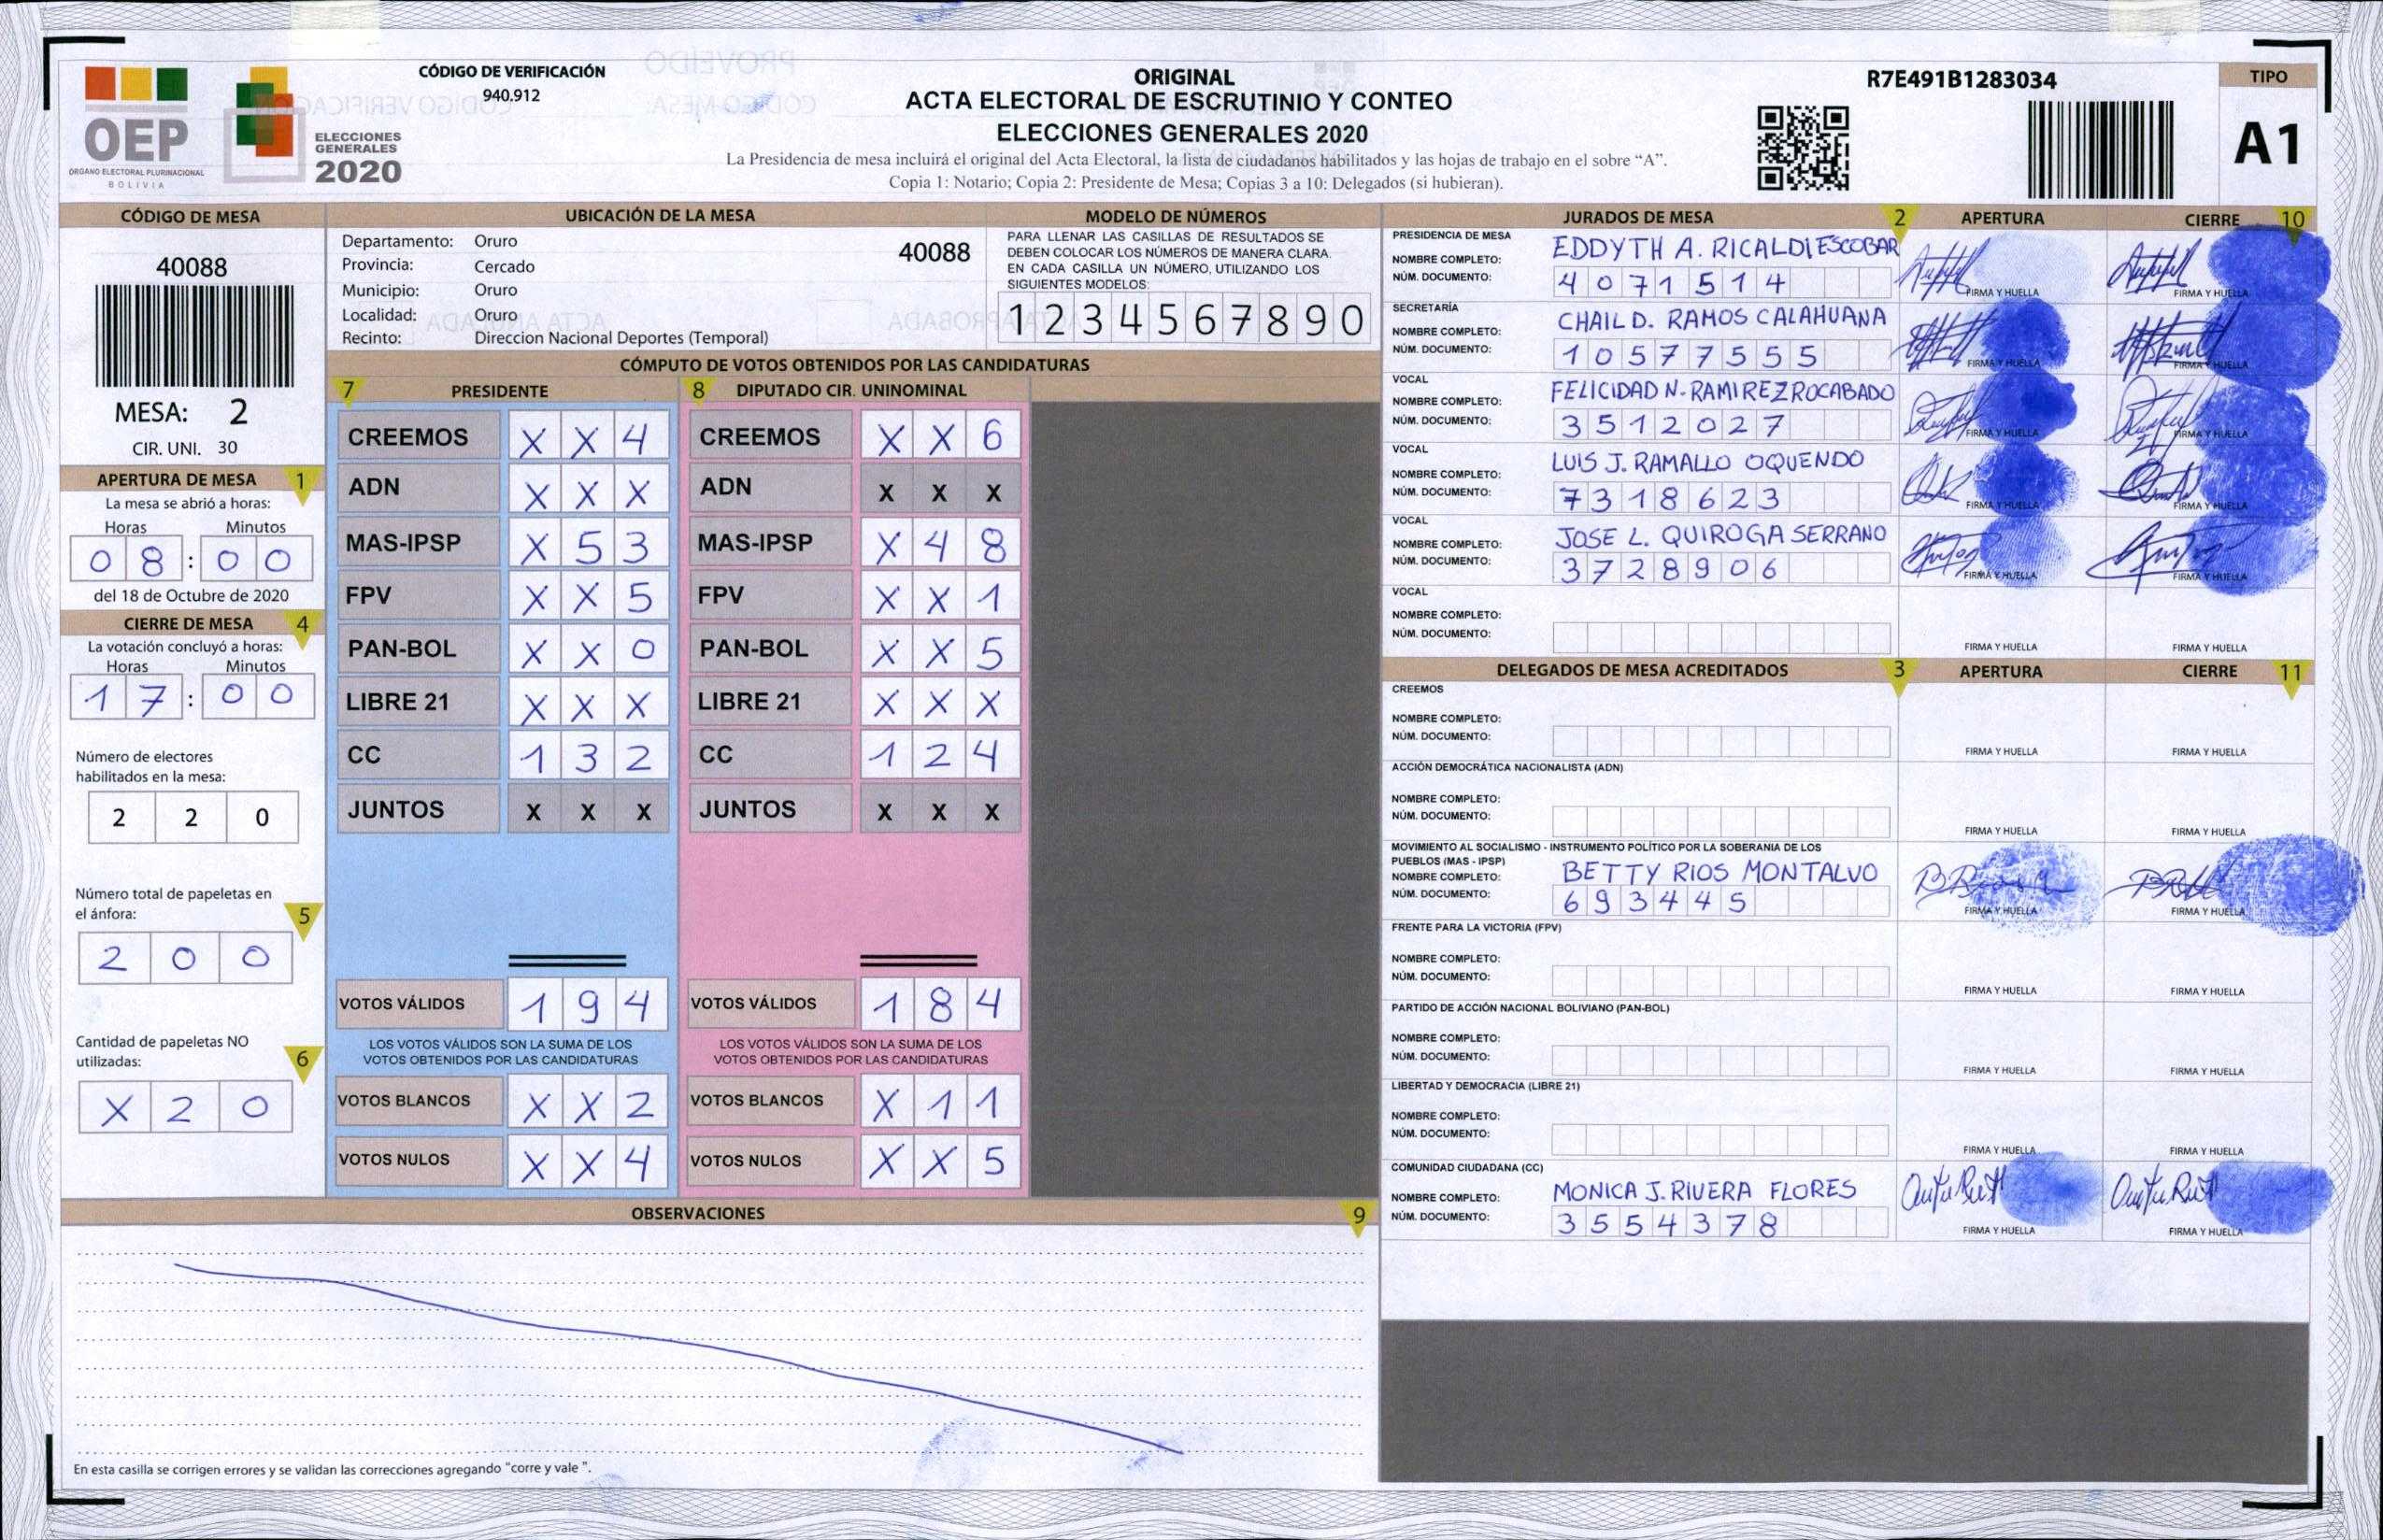 OEP
ORGANO ELECTORAL PLURINACIONAL
BOLIVIA
ELECCIONES
GENERALES
2020
CÓDIGO DE VERIFICACIÓN
940.912
ORIGINAL
ACTA ELECTORAL DE ESCRUTINIO Y CONTEO
ELECCIONES GENERALES 2020
La Presidencia de mesa incluirá el original del Acta Electoral, la lista de ciudadanos habilitados y las hojas de trabajo en el sobre “A”.
Copia 1: Notario; Copia 2: Presidente de Mesa; Copias 3 a 10: Delegados (si hubieran).
R7E491B1283034
TIPO
A1
CÓDIGO DE MESA
40088
MESA: 2
CIR. UNI. 30
APERTURA DE MESA 1
La mesa se abrió a horas:
Horas Minutos
0 8 : 0 0
del 18 de Octubre de 2020
CIERRE DE MESA 4
La votación concluyó a horas:
Horas Minutos
1 7 : 0 0
Número de electores
habilitados en la mesa:
2 2 0
Número total de papeletas en
el ánfora: 5
2 0 0
Cantidad de papeletas NO
utilizadas: 6
X 2 0
UBICACIÓN DE LA MESA
Departamento: Oruro
40088
Provincia: Cercado
Municipio: Oruro
Localidad: Oruro
Recinto: Direccion Nacional Deportes (Temporal)
MODELO DE NÚMEROS
PARA LLENAR LAS CASILLAS DE RESULTADOS SE
DEBEN COLOCAR LOS NÚMEROS DE MANERA CLARA.
EN CADA CASILLA UN NÚMERO, UTILIZANDO LOS
SIGUIENTES MODELOS:
1 2 3 4 5 6 7 8 9 0
CÓMPUTO DE VOTOS OBTENIDOS POR LAS CANDIDATURAS
7 PRESIDENTE
CREEMOS X X 4
ADN X X X
MAS-IPSP X 5 3
FPV X X 5
PAN-BOL X X 0
LIBRE 21 X X X
CC 1 3 2
JUNTOS X X X
VOTOS VÁLIDOS 1 9 4
LOS VOTOS VÁLIDOS SON LA SUMA DE LOS
VOTOS OBTENIDOS POR LAS CANDIDATURAS
VOTOS BLANCOS X X 2
VOTOS NULOS X X 4
8 DIPUTADO CIR. UNINOMINAL
CREEMOS X X 6
ADN X X X
MAS-IPSP X 4 8
FPV X X 1
PAN-BOL X X 5
LIBRE 21 X X X
CC 1 2 4
JUNTOS X X X
VOTOS VÁLIDOS 1 8 4
LOS VOTOS VÁLIDOS SON LA SUMA DE LOS
VOTOS OBTENIDOS POR LAS CANDIDATURAS
VOTOS BLANCOS X 1 1
VOTOS NULOS X X 5
OBSERVACIONES 9
En esta casilla se corrigen errores y se validan las correcciones agregando "corre y vale ".
JURADOS DE MESA 2 APERTURA CIERRE 10
PRESIDENCIA DE MESA
NOMBRE COMPLETO: EDDYTH A. RICALDI ESCOBAR
NÚM. DOCUMENTO: 4071514
FIRMA Y HUELLA FIRMA Y HUELLA
SECRETARÍA
NOMBRE COMPLETO: CHAIL D. RAMOS CALAHUANA
NÚM. DOCUMENTO: 10577555
FIRMA Y HUELLA FIRMA Y HUELLA
VOCAL
NOMBRE COMPLETO: FELICIDAD N. RAMIREZ ROCABADO
NÚM. DOCUMENTO: 3512027
FIRMA Y HUELLA FIRMA Y HUELLA
VOCAL
NOMBRE COMPLETO: LUIS J. RAMALLO OQUENDO
NÚM. DOCUMENTO: 7318623
FIRMA Y HUELLA FIRMA Y HUELLA
VOCAL
NOMBRE COMPLETO: JOSE L. QUIROGA SERRANO
NÚM. DOCUMENTO: 3728906
FIRMA Y HUELLA FIRMA Y HUELLA
VOCAL
NOMBRE COMPLETO:
NÚM. DOCUMENTO:
FIRMA Y HUELLA FIRMA Y HUELLA
DELEGADOS DE MESA ACREDITADOS 3 APERTURA CIERRE 11
CREEMOS
NOMBRE COMPLETO:
NÚM. DOCUMENTO:
FIRMA Y HUELLA FIRMA Y HUELLA
ACCIÓN DEMOCRÁTICA NACIONALISTA (ADN)
NOMBRE COMPLETO:
NÚM. DOCUMENTO:
FIRMA Y HUELLA FIRMA Y HUELLA
MOVIMIENTO AL SOCIALISMO - INSTRUMENTO POLÍTICO POR LA SOBERANIA DE LOS
PUEBLOS (MAS - IPSP)
NOMBRE COMPLETO: BETTY RIOS MONTALVO
NÚM. DOCUMENTO: 693445
FIRMA Y HUELLA FIRMA Y HUELLA
FRENTE PARA LA VICTORIA (FPV)
NOMBRE COMPLETO:
NÚM. DOCUMENTO:
FIRMA Y HUELLA FIRMA Y HUELLA
PARTIDO DE ACCIÓN NACIONAL BOLIVIANO (PAN-BOL)
NOMBRE COMPLETO:
NÚM. DOCUMENTO:
FIRMA Y HUELLA FIRMA Y HUELLA
LIBERTAD Y DEMOCRACIA (LIBRE 21)
NOMBRE COMPLETO:
NÚM. DOCUMENTO:
FIRMA Y HUELLA FIRMA Y HUELLA
COMUNIDAD CIUDADANA (CC)
NOMBRE COMPLETO: MONICA J. RIVERA FLORES
NÚM. DOCUMENTO: 3554378
FIRMA Y HUELLA FIRMA Y HUELLA